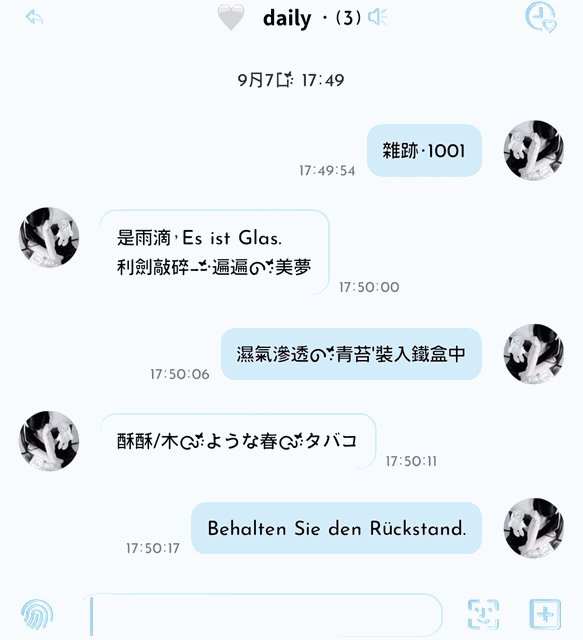 daily · (3)
9月7日 17:49
雜跡·1001
17:49:54
是雨滴,Es ist Glas.
利劍敲碎 遍遍の美夢
17:50:00
濕氣滲透の青苔'裝入鐵盒中
17:50:06
酥酥/木の ような春の タバコ
17:50:11
Behalten Sie den Rückstand.
17:50:17